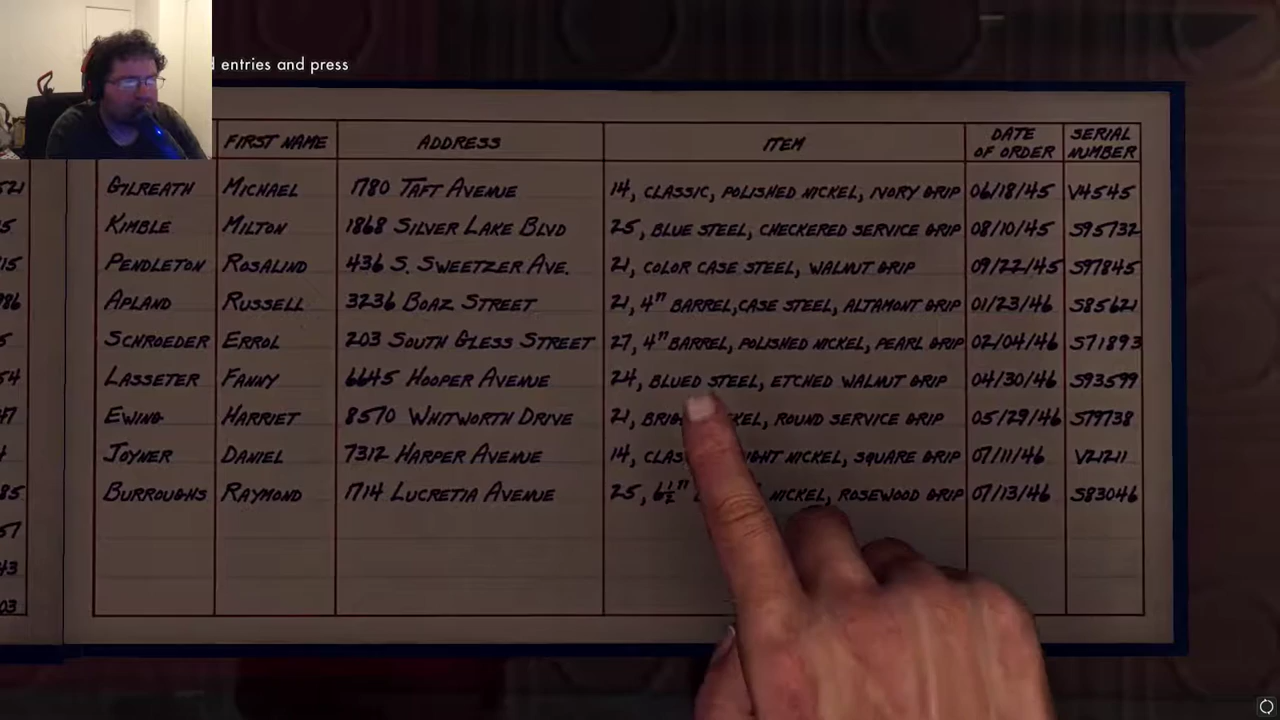 entries and press
FIRST NAME ADDRESS ITEM DATE OF ORDER SERIAL NUMBER
GILREATH MICHAEL 1780 TAFT AVENUE 14, CLASSIC, POLISHED NICKEL, IVORY GRIP 06/18/45 V4545
KIMBLE MILTON 1868 SILVER LAKE BLVD 25, BLUE STEEL, CHECKERED SERVICE GRIP 08/10/45 S95732
PENDLETON ROSALIND 436 S. SWEETZER AVE. 21, COLOR CASE STEEL, WALNUT GRIP 09/22/45 S97845
APLAND RUSSELL 3236 BOAZ STREET 21, 4" BARREL, CASE STEEL, ALTAMONT GRIP 01/23/46 S85621
SCHROEDER ERROL 203 SOUTH GLESS STREET 27, 4" BARREL, POLISHED NICKEL, PEARL GRIP 02/04/46 S71893
LASSETER FANNY 6645 HOOPER AVENUE 24, BLUED STEEL, ETCHED WALNUT GRIP 04/30/46 S93599
EWING HARRIET 8570 WHITWORTH DRIVE 21, ROUND SERVICE GRIP 05/29/46 S79738
JOYNER DANIEL 7312 HARPER AVENUE 14, NICKEL, SQUARE GRIP 07/11/46 V21211
BURROUGHS RAYMOND 1714 LUCRETIA AVENUE 25, 6½" NICKEL, ROSEWOOD GRIP 07/13/46 S83046